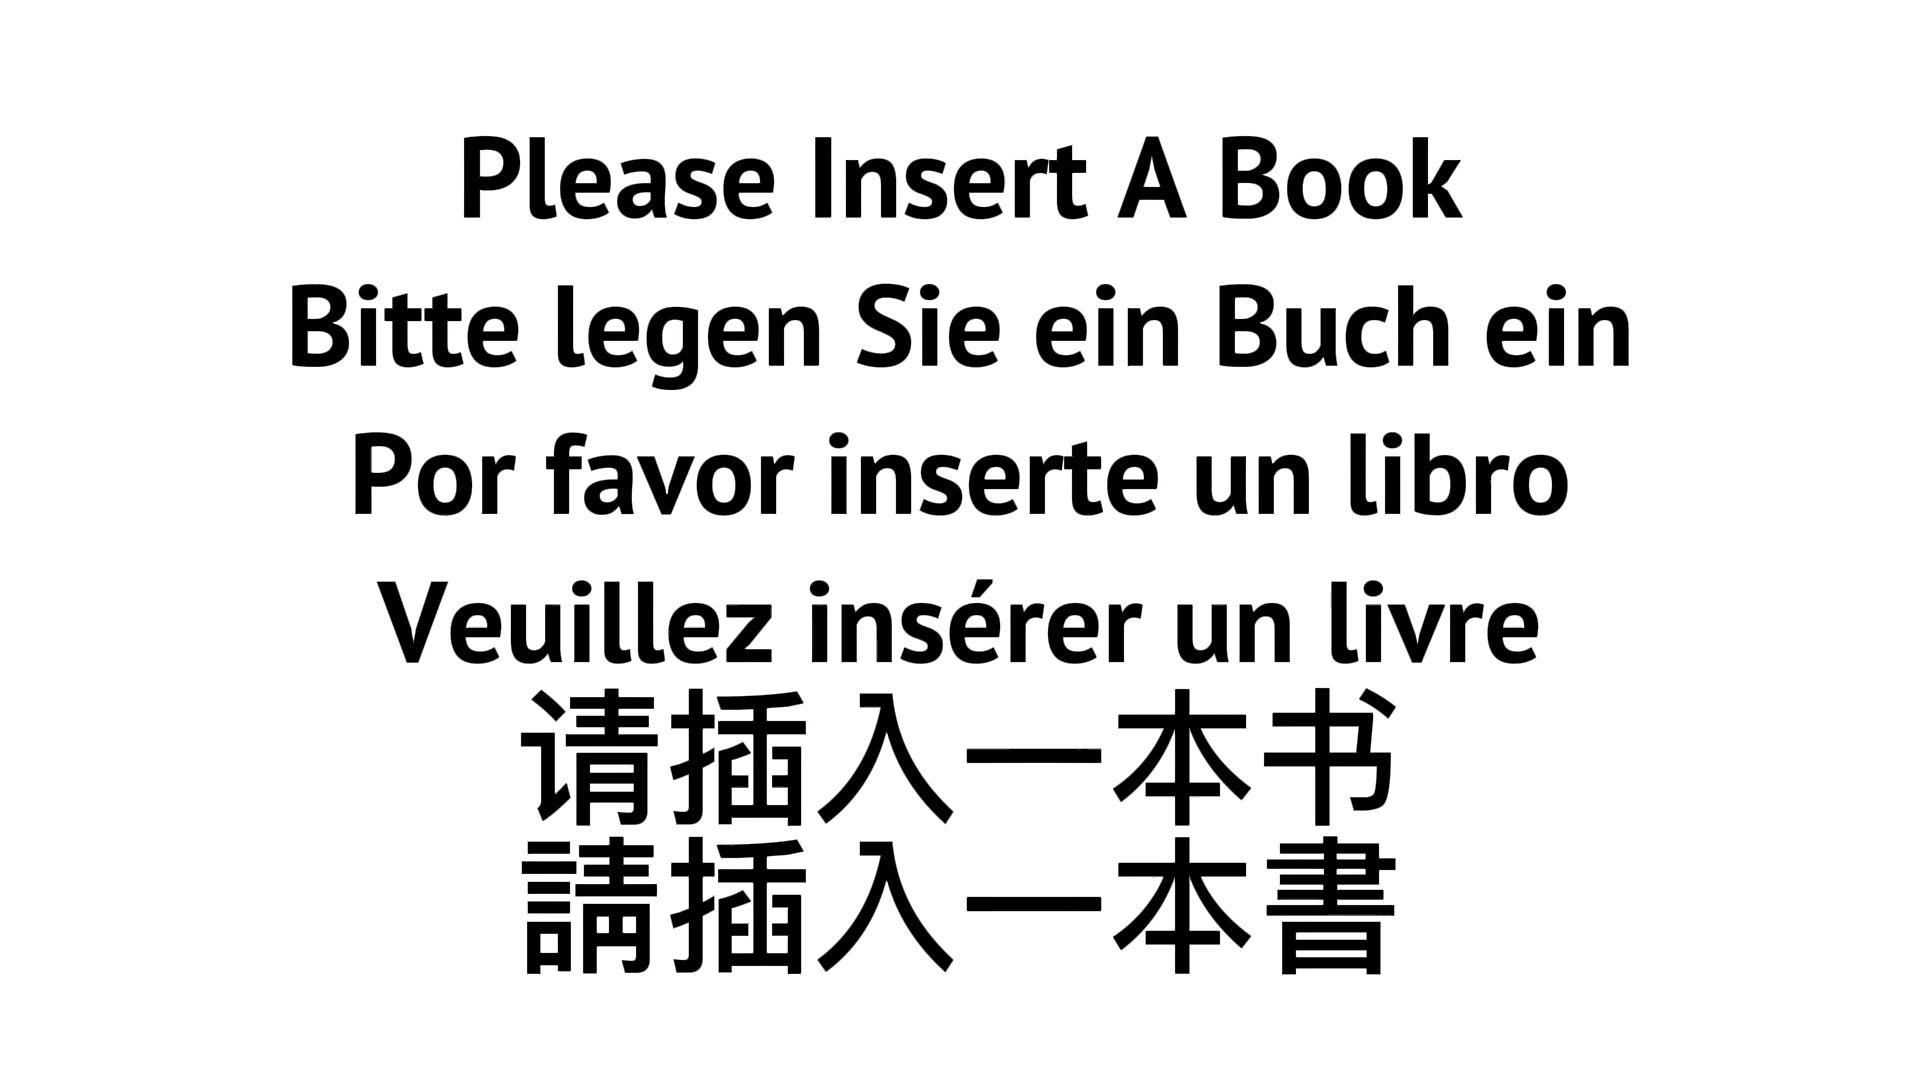 Please Insert A Book
Bitte legen Sie ein Buch ein
Por favor inserte un libro
Veuillez insérer un livre
请插入一本书
請插入一本書